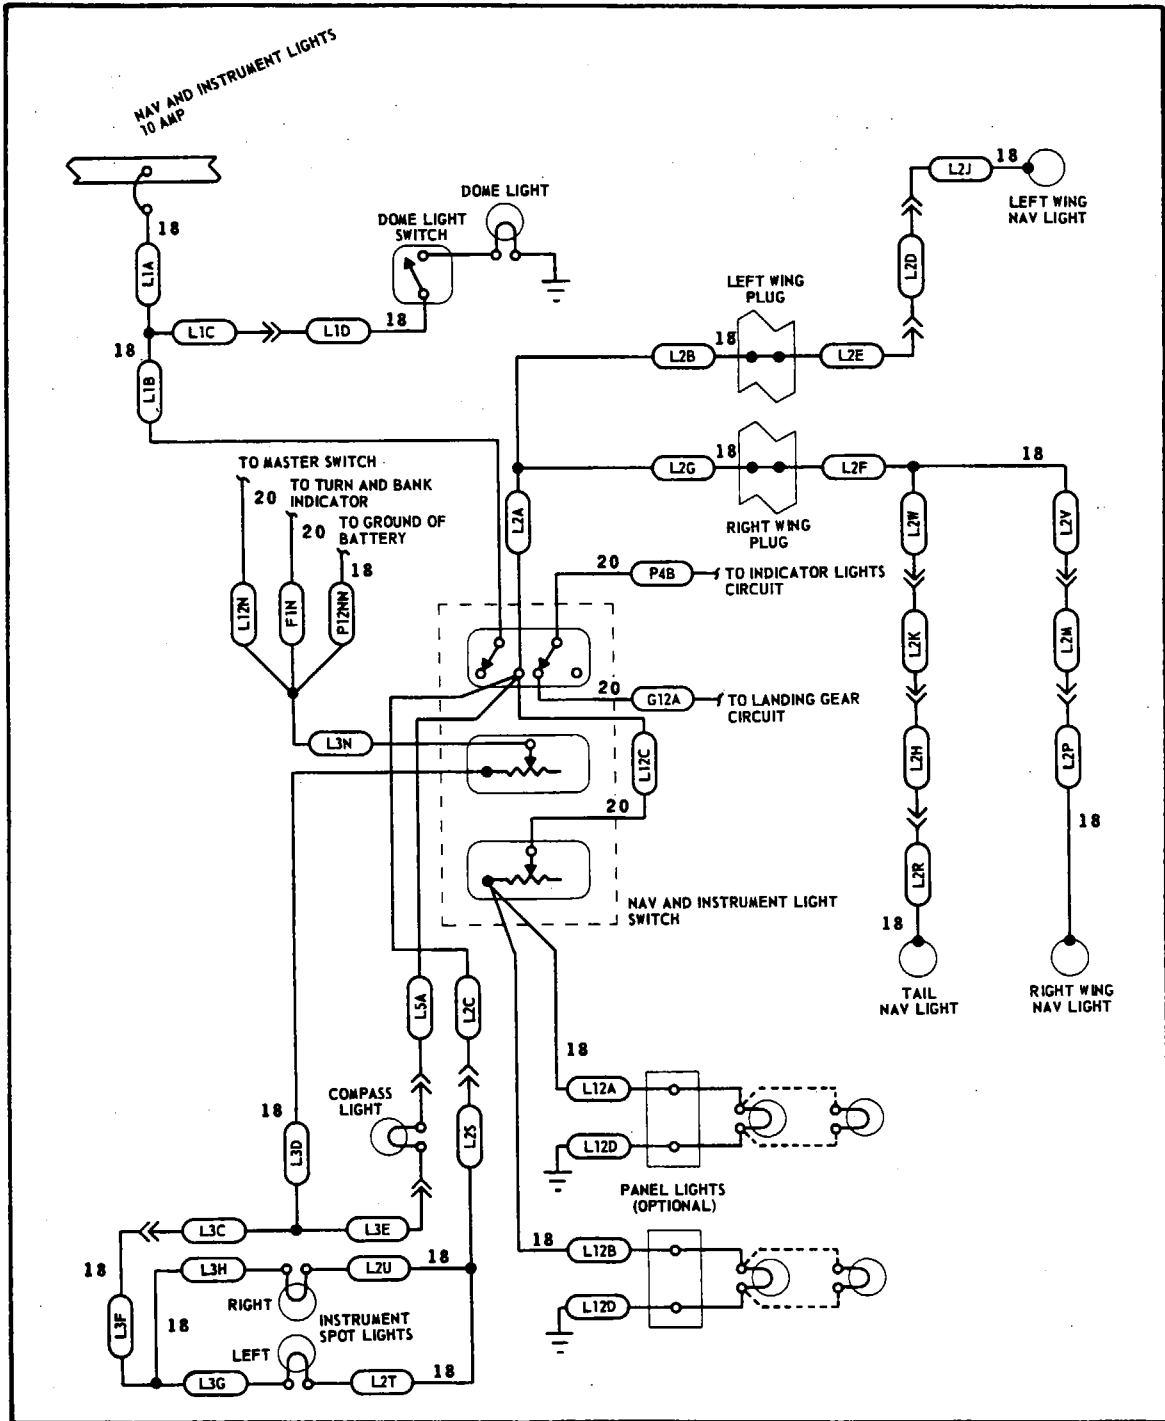 NAV AND INSTRUMENT LIGHTS
10 AMP
18
L1A
DOME LIGHT
DOME LIGHT
SWITCH
L1C
L1D
18
18
L1B
LEFT WING
PLUG
L2B
18
L2E
L2D
L2J
18
LEFT WING
NAV LIGHT
L2G
18
L2F
18
RIGHT WING
PLUG
L2A
TO MASTER SWITCH
20
TO TURN AND BANK
INDICATOR
20
TO GROUND OF
BATTERY
18
L12N
F1N
P12NN
20
P4B
TO INDICATOR LIGHTS
CIRCUIT
20
G12A
TO LANDING GEAR
CIRCUIT
L3N
L12C
20
NAV AND INSTRUMENT LIGHT
SWITCH
L2W
L2K
L2H
L2R
18
TAIL
NAV LIGHT
L2V
L2M
L2P
18
RIGHT WING
NAV LIGHT
L5A
L2C
COMPASS
LIGHT
L2S
18
L3D
L3C
L3E
18
L3H
L2U
18
RIGHT
INSTRUMENT
SPOT LIGHTS
L3F
18
LEFT
L3G
L2T
18
18
L12A
L12D
PANEL LIGHTS
(OPTIONAL)
18
L12B
L12D